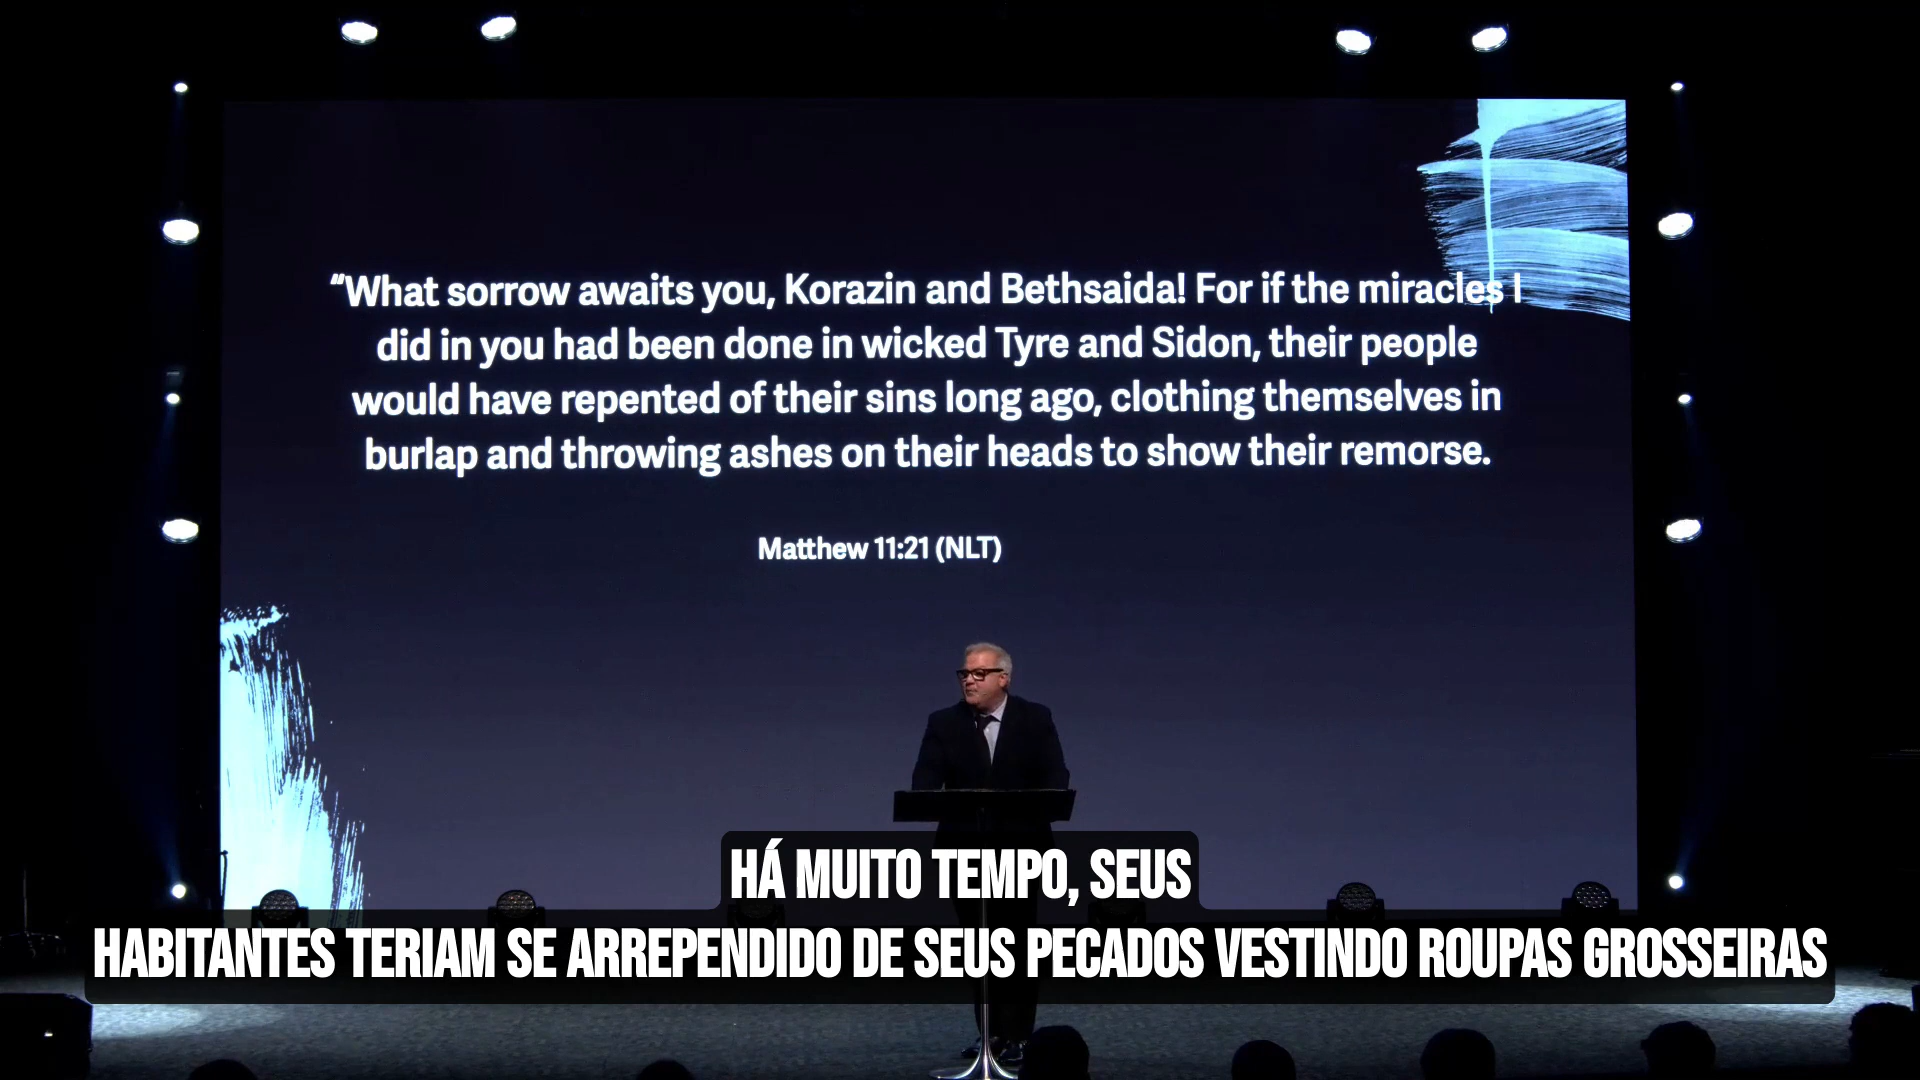 “What sorrow awaits you, Korazin and Bethsaida! For if the miracles I
did in you had been done in wicked Tyre and Sidon, their people
would have repented of their sins long ago, clothing themselves in
burlap and throwing ashes on their heads to show their remorse.
Matthew 11:21 (NLT)
HÁ MUITO TEMPO, SEUS
HABITANTES TERIAM SE ARREPENDIDO DE SEUS PECADOS VESTINDO ROUPAS GROSSEIRAS